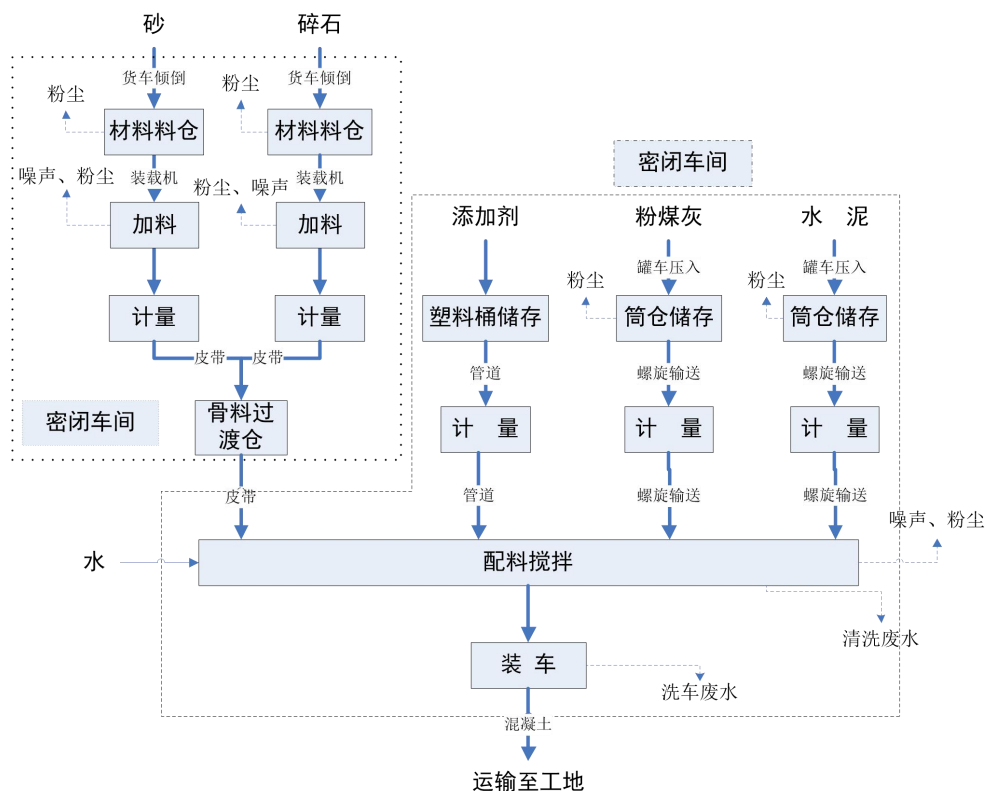 砂
碎石
货车倾倒
货车倾倒
粉尘
粉尘
材料料仓
材料料仓
噪声、粉尘
装载机
粉尘、噪声
装载机
加料
加料
计量
计量
皮带
皮带
密闭车间
骨料过
渡仓
皮带
密闭车间
添加剂
粉煤灰
水 泥
罐车压入
罐车压入
粉尘
粉尘
塑料桶储存
筒仓储存
筒仓储存
管道
螺旋输送
螺旋输送
计 量
计 量
计 量
管道
螺旋输送
螺旋输送
噪声、粉尘
水
配料搅拌
清洗废水
装 车
洗车废水
混凝土
运输至工地